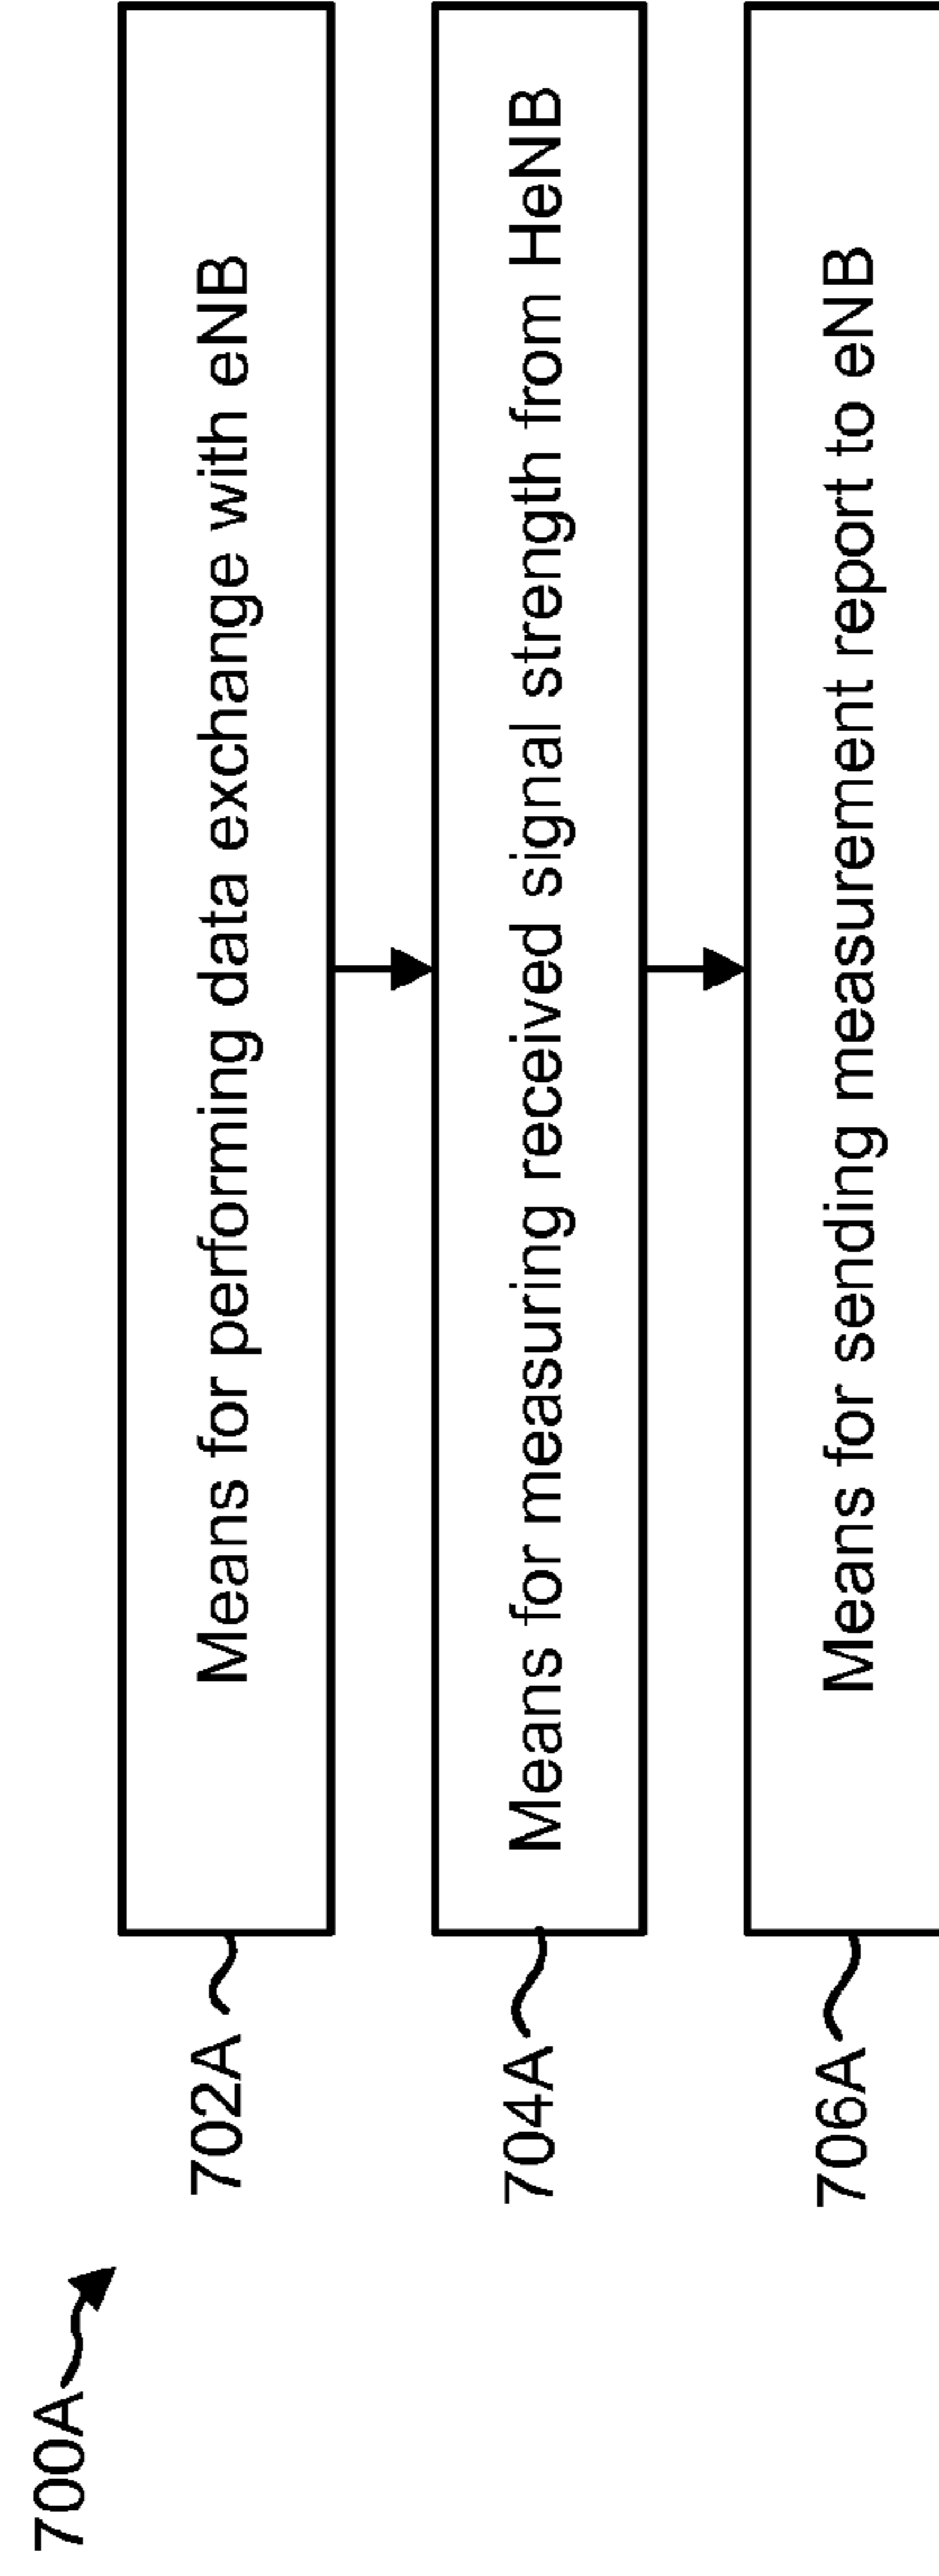 700A
702A
Means for performing data exchange with eNB
704A
Means for measuring received signal strength from HeNB
706A
Means for sending measurement report to eNB